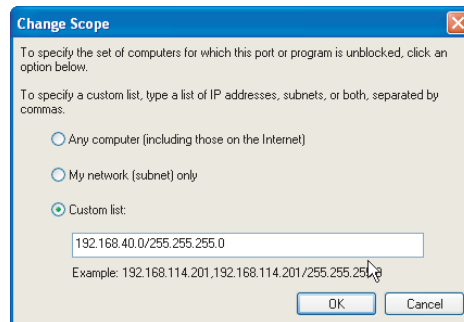 Change Scope
To specify the set of computers for which this port or program is unblocked, click an
option below.
To specify a custom list, type a list of IP addresses, subnets, or both, separated by
commas.
Any computer (including those on the Internet)
My network (subnet) only
Custom list:
192.168.40.0/255.255.255.0
Example: 192.168.114.201,192.168.114.201/255.255.255.0
OK Cancel